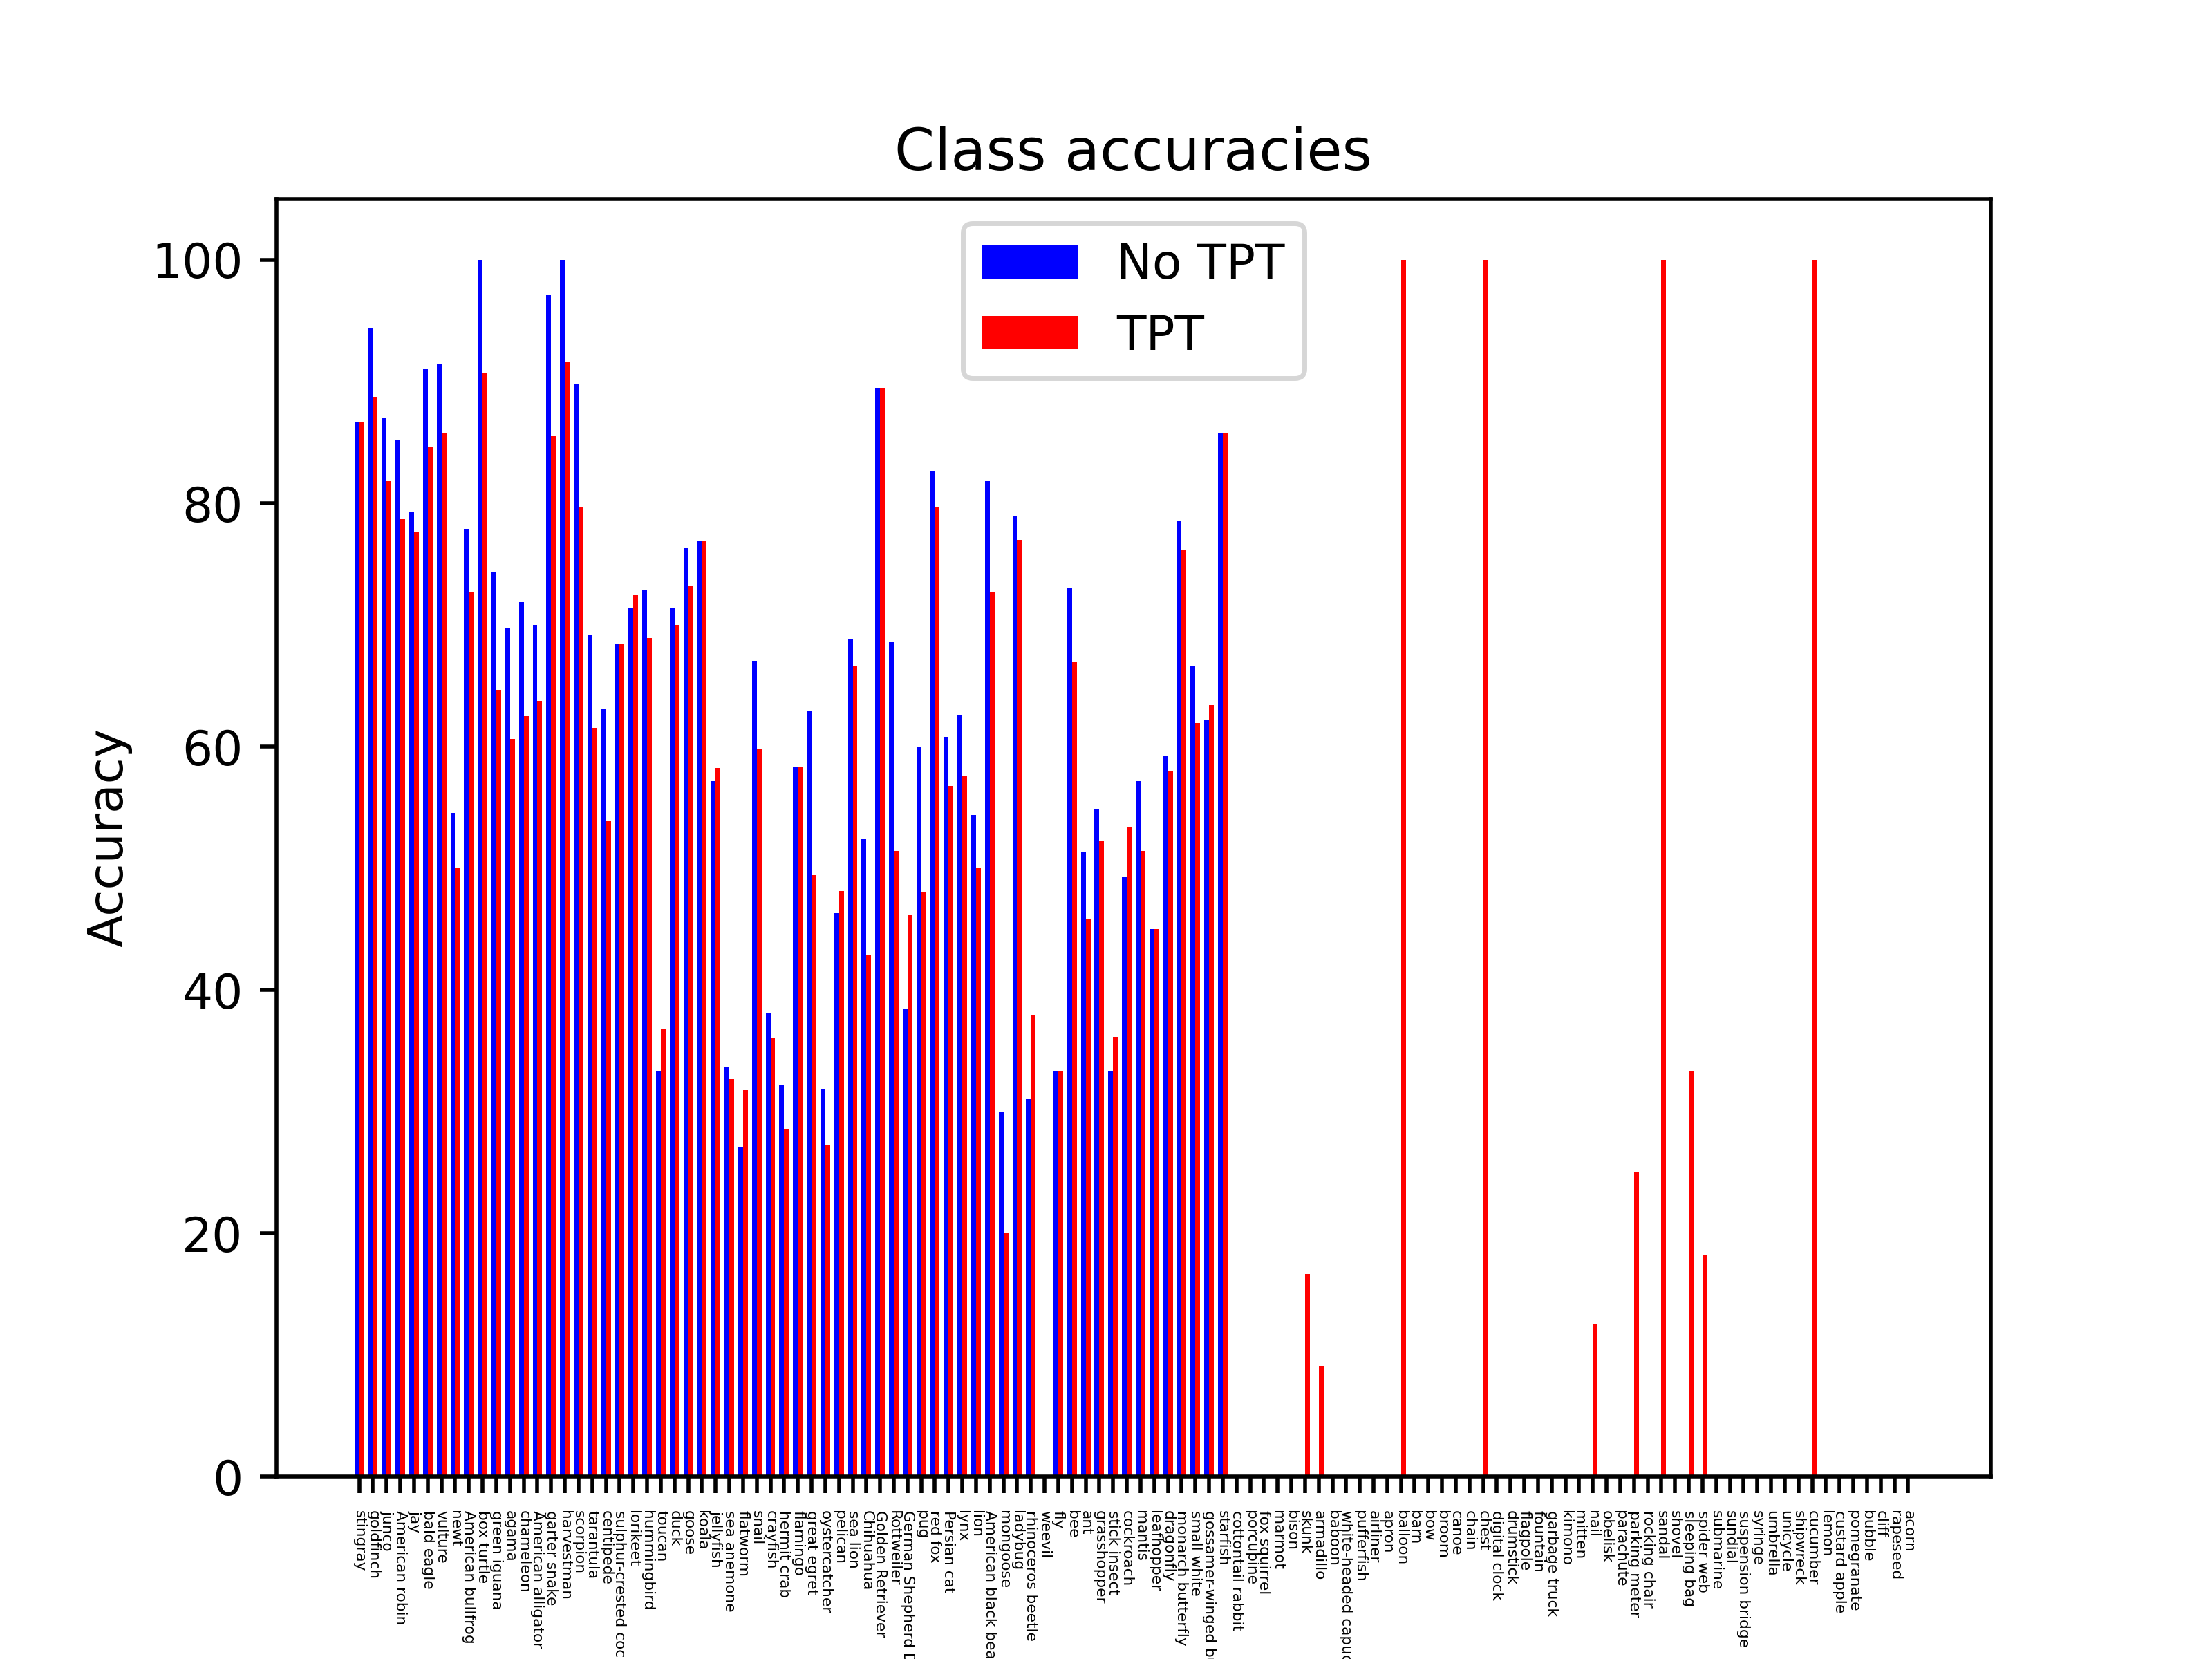 Class accuracies
No TPT
TPT
Accuracy
100
80
60
40
20
0
stingray
goldfinch
junco
American robin
jay
bald eagle
vulture
newt
American bullfrog
box turtle
green iguana
agama
chameleon
American alligator
garter snake
harvestman
scorpion
tarantula
centipede
sulphur-crested coc
lorikeet
hummingbird
toucan
duck
goose
koala
jellyfish
sea anemone
flatworm
snail
crayfish
hermit crab
flamingo
great egret
oystercatcher
pelican
sea lion
Chihuahua
Golden Retriever
Rottweiler
German Shepherd D
pug
red fox
Persian cat
lynx
lion
American black bea
mongoose
ladybug
rhinoceros beetle
weevil
fly
bee
ant
grasshopper
stick insect
cockroach
mantis
leafhopper
dragonfly
monarch butterfly
small white
gossamer-winged b
starfish
cottontail rabbit
porcupine
fox squirrel
marmot
bison
skunk
armadillo
baboon
white-headed capuc
pufferfish
airliner
apron
balloon
barn
bow
broom
canoe
chain
chest
digital clock
drumstick
flagpole
fountain
garbage truck
kimono
mitten
nail
obelisk
parachute
parking meter
rocking chair
sandal
shovel
sleeping bag
spider web
submarine
sundial
suspension bridge
syringe
umbrella
unicycle
shipwreck
cucumber
lemon
custard apple
pomegranate
bubble
cliff
rapeseed
acorn